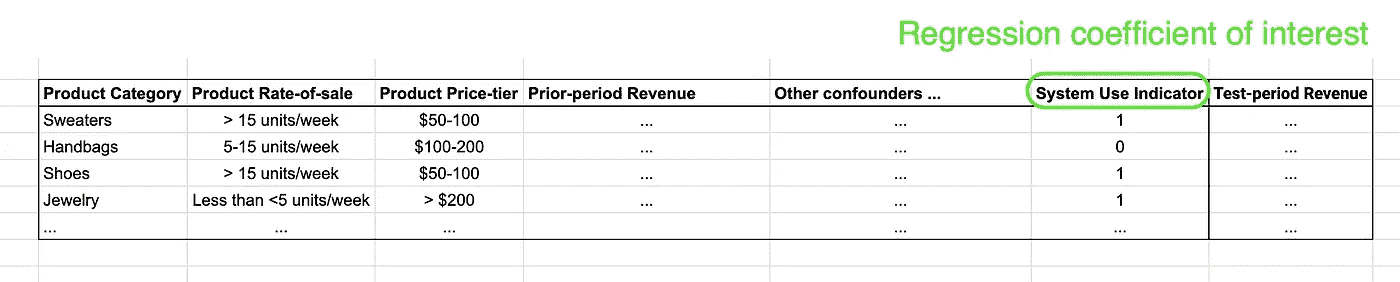 Regression coefficient of interest
Product Category Product Rate-of-sale Product Price-tier Prior-period Revenue Other confounders ... System Use Indicator Test-period Revenue
Sweaters > 15 units/week $50-100 ... ... 1 ...
Handbags 5-15 units/week $100-200 ... ... 0 ...
Shoes > 15 units/week $50-100 ... ... 1 ...
Jewelry Less than <5 units/week > $200 ... ... 1 ...
... ... ... ... ... ...